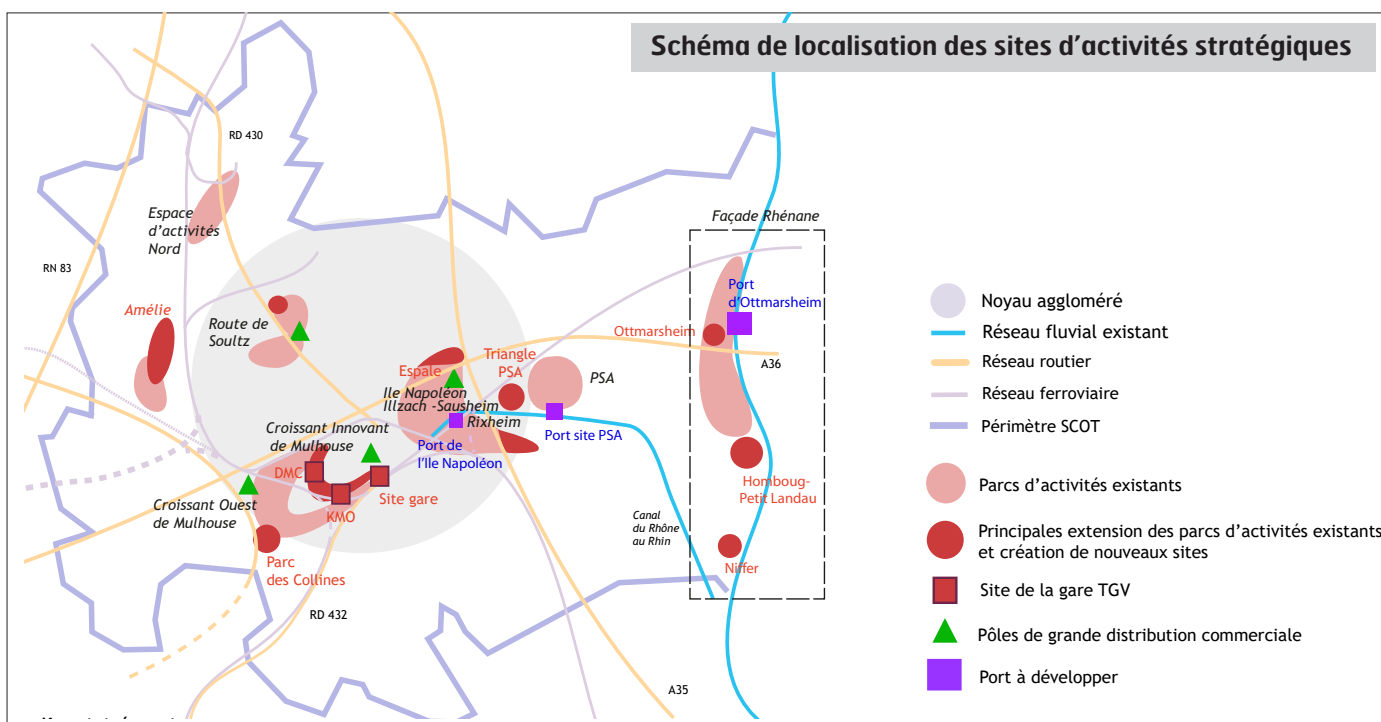 Schéma de localisation des sites d'activités stratégiques
RD 430
Espace
d'activités
Nord
RN 83
Amélie
Route de
Soultz
Façade Rhénane
Port
d'Ottmarsheim
Ottmarsheim
A36
Espale
Triangle
PSA
PSA
Ile Napoléon
Illzach -Sausheim
Rixheim
Port site PSA
Port de
l'Ile Napoléon
Croissant Innovant
de Mulhouse
DMC
Site gare
KMO
Croissant Ouest
de Mulhouse
Parc
des Collines
RD 432
Homboug-
Petit Landau
Canal
du Rhône
au Rhin
Niffer
A35
Noyau aggloméré
Réseau fluvial existant
Réseau routier
Réseau ferroviaire
Périmètre SCOT
Parcs d'activités existants
Principales extension des parcs d'activités existants
et création de nouveaux sites
Site de la gare TGV
Pôles de grande distribution commerciale
Port à développer